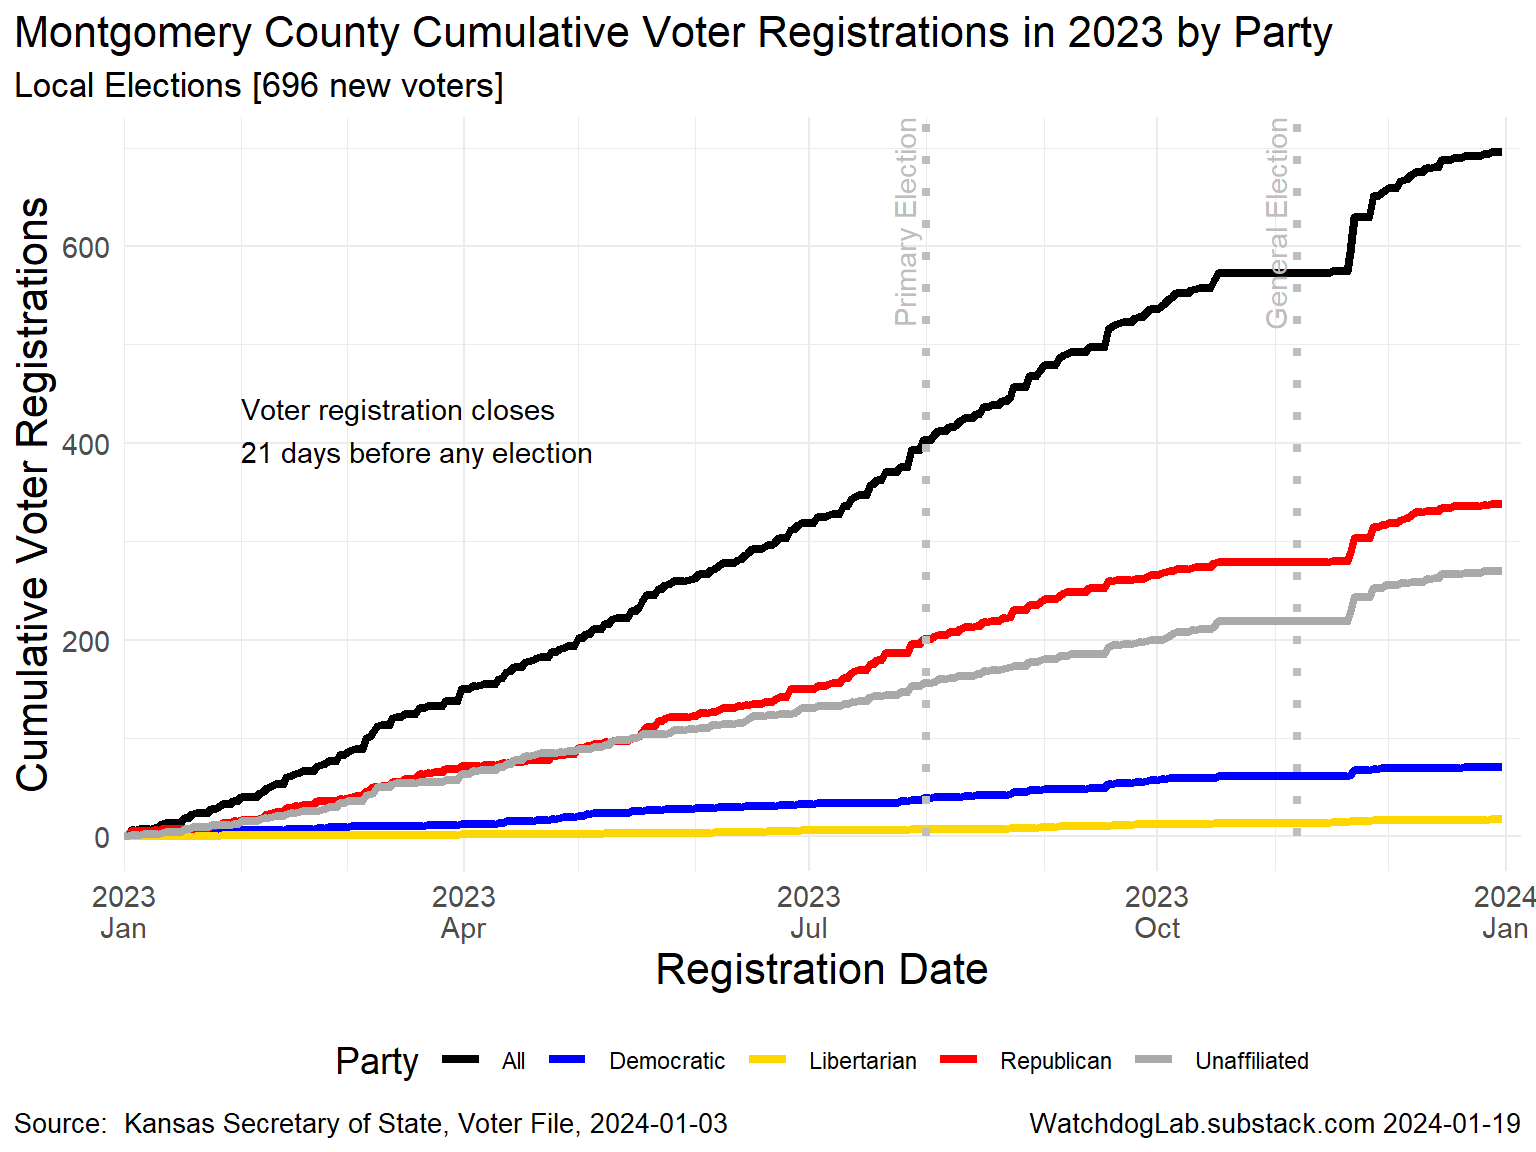 Montgomery County Cumulative Voter Registrations in 2023 by Party
Local Elections [696 new voters]
Cumulative Voter Registrations
600
400
200
0
Primary Election
General Election
Voter registration closes
21 days before any election
2023
Jan
2023
Apr
2023
Jul
2023
Oct
2024
Jan
Registration Date
Party
All
Democratic
Libertarian
Republican
Unaffiliated
Source:  Kansas Secretary of State, Voter File, 2024-01-03
WatchdogLab.substack.com 2024-01-19